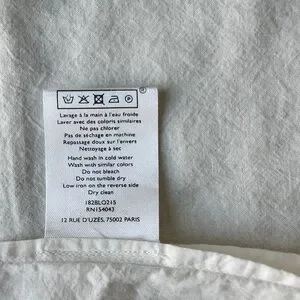 Lavage à la main à l'eau froide
Laver avec des coloris similaires
Ne pas chlorer
Pas de séchage en machine
Repassage doux sur l'envers
Nettoyage à sec
Hand wash in cold water
Wash with similar colors
Do not bleach
Do not tumble dry
Low iron on the reverse side
Dry clean
182BLO215
RN154043
12 RUE D'UZÈS, 75002 PARIS